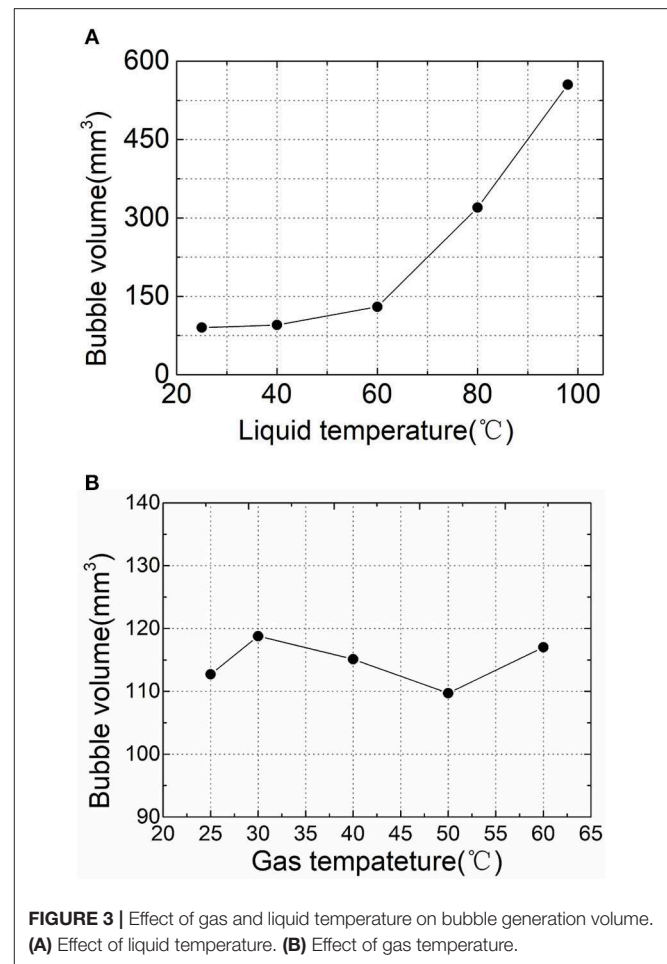 A
600
450
300
150
0
Bubble volume(mm³)
20 40 60 80 100
Liquid temperature(℃)
B
140
130
120
110
100
90
Bubble volume(mm³)
20 25 30 35 40 45 50 55 60 65
Gas tempateture(℃)
FIGURE 3 | Effect of gas and liquid temperature on bubble generation volume.
(A) Effect of liquid temperature. (B) Effect of gas temperature.